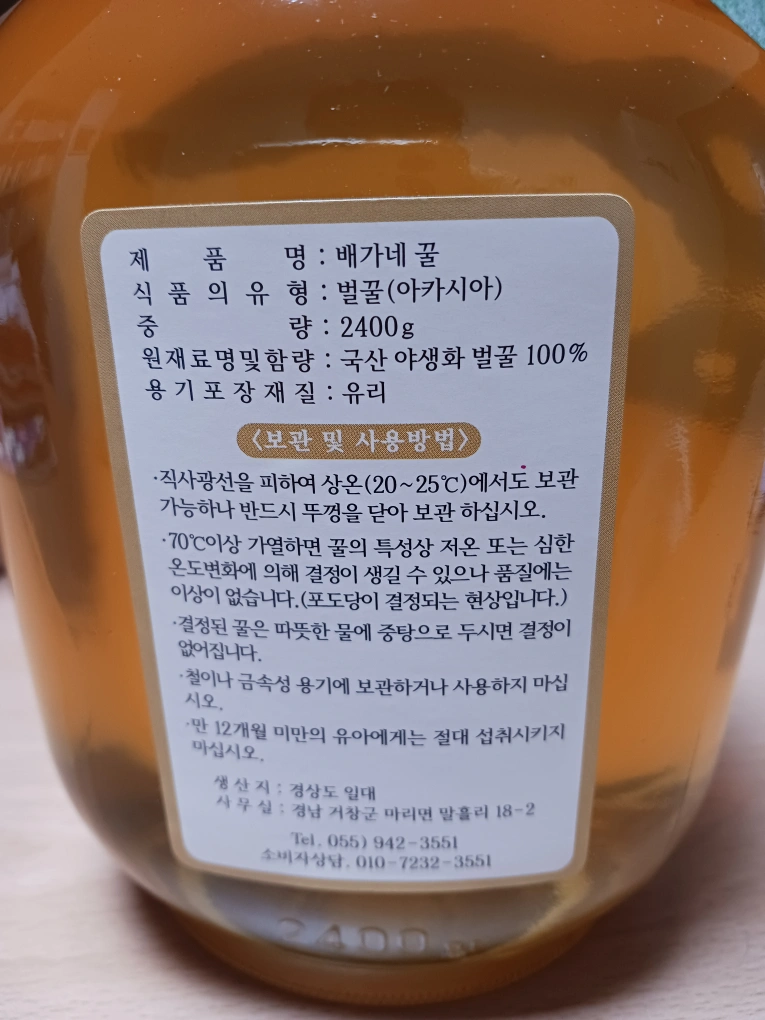 제 품 명 : 배가네 꿀
식 품 의 유 형 : 벌꿀(아카시아)
중 량 : 2400g
원재료명및함량 : 국산 야생화 벌꿀 100%
용 기 포 장 재 질 : 유리
〈보관 및 사용방법〉
·직사광선을 피하여 상온(20~25℃)에서도 보관
가능하나 반드시 뚜껑을 닫아 보관 하십시오.
·70℃이상 가열하면 꿀의 특성상 저온 또는 심한
온도변화에 의해 결정이 생길 수 있으나 품질에는
이상이 없습니다.(포도당이 결정되는 현상입니다.)
·결정된 꿀은 따뜻한 물에 중탕으로 두시면 결정이
없어집니다.
·철이나 금속성 용기에 보관하거나 사용하지 마십
시오.
·만 12개월 미만의 유아에게는 절대 섭취시키지
마십시오.
생 산 지 : 경상도 일대
사 무 실 : 경남 거창군 마리면 말흘리 18-2
Tel. 055) 942-3551
소비자상담. 010-7232-3551
2400